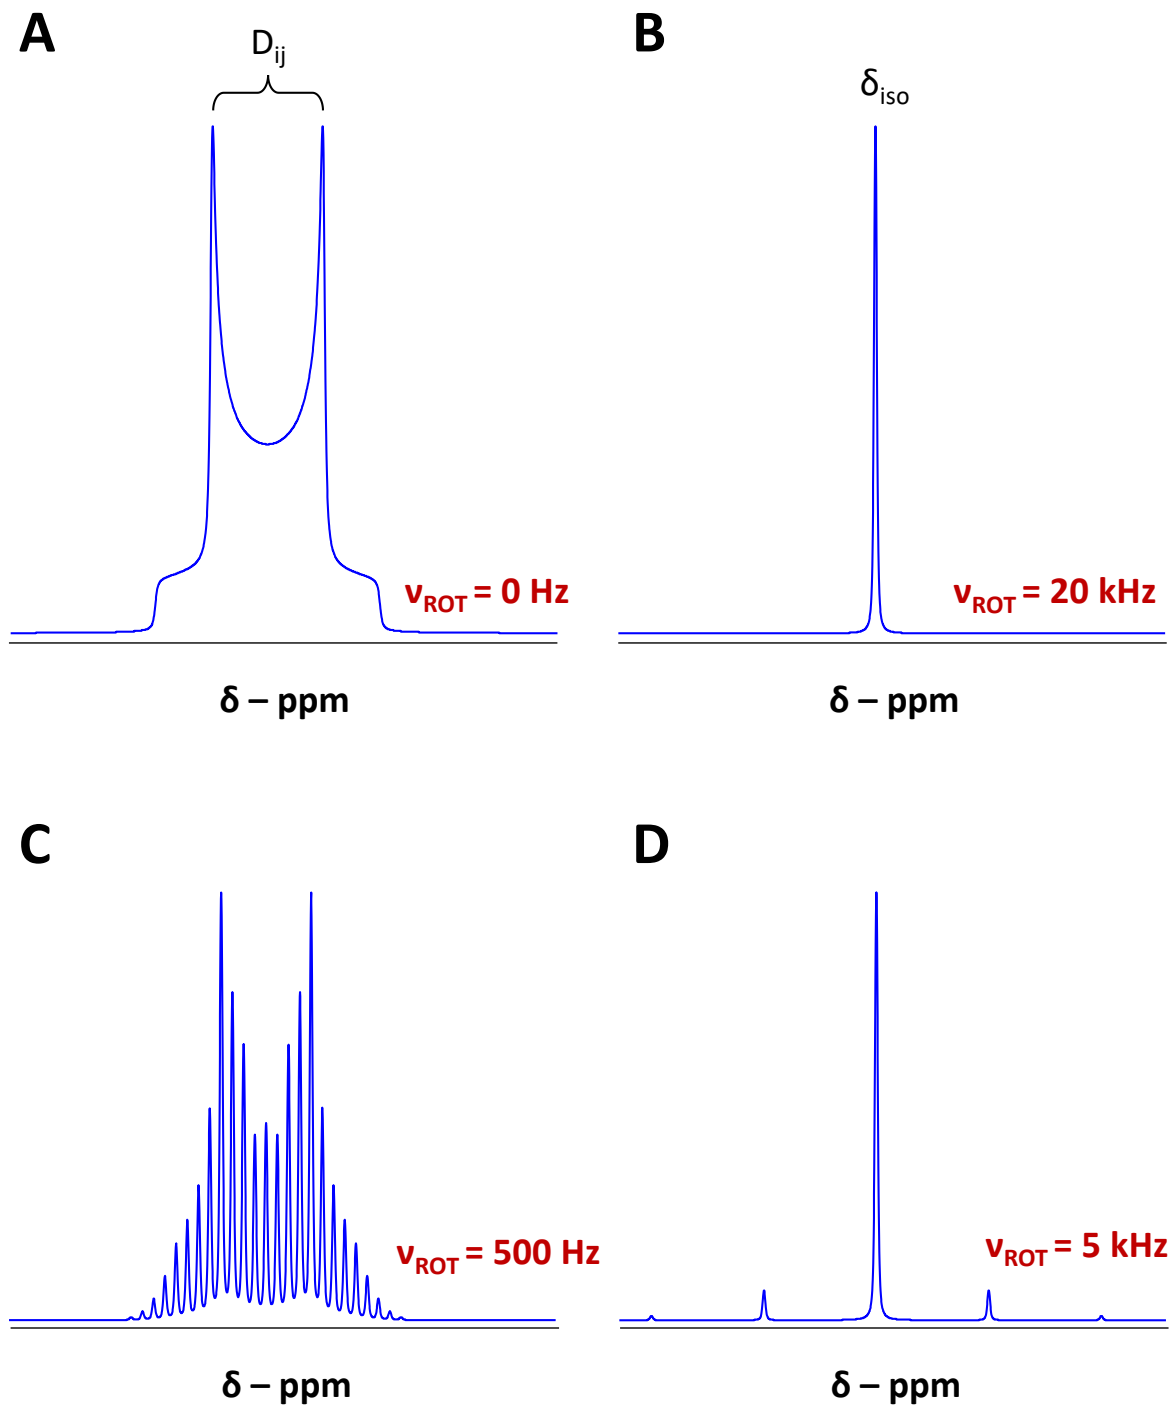 A
D_ij
ν_ROT = 0 Hz
δ – ppm
B
δ_iso
ν_ROT = 20 kHz
δ – ppm
C
ν_ROT = 500 Hz
δ – ppm
D
ν_ROT = 5 kHz
δ – ppm